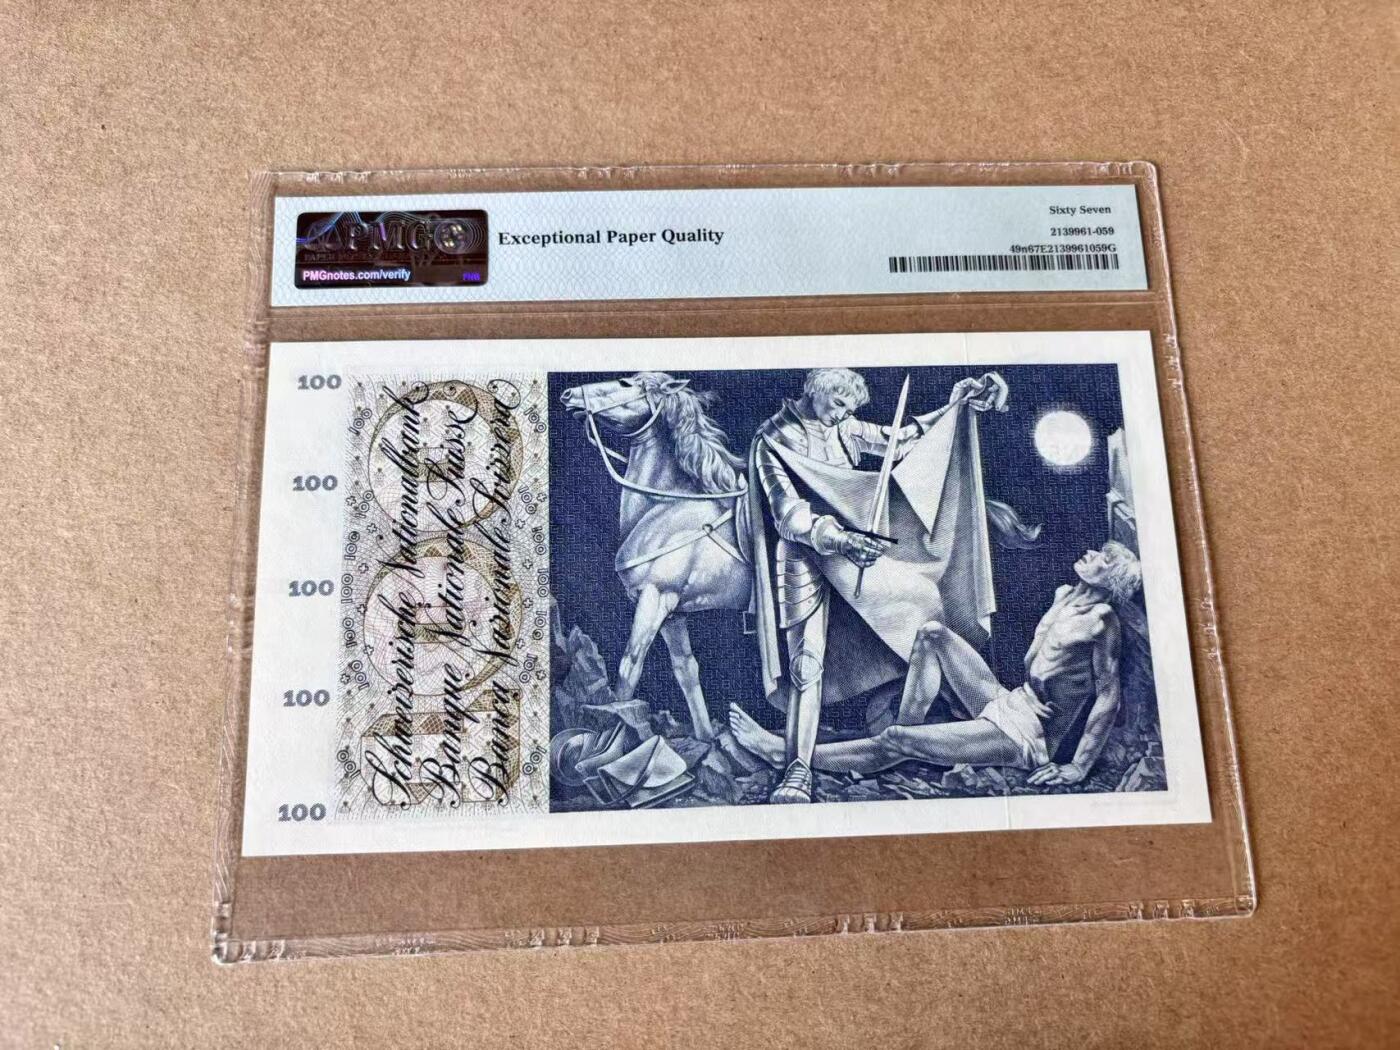 PMG
PMGnotes.com/verify
Exceptional Paper Quality
Sixty Seven
2139961-059
49n67E2139961059G
100
100
100
100
100
Schweizerische Nationalbank
Banque Nationale Suisse
Banca Nazionale Svizzera